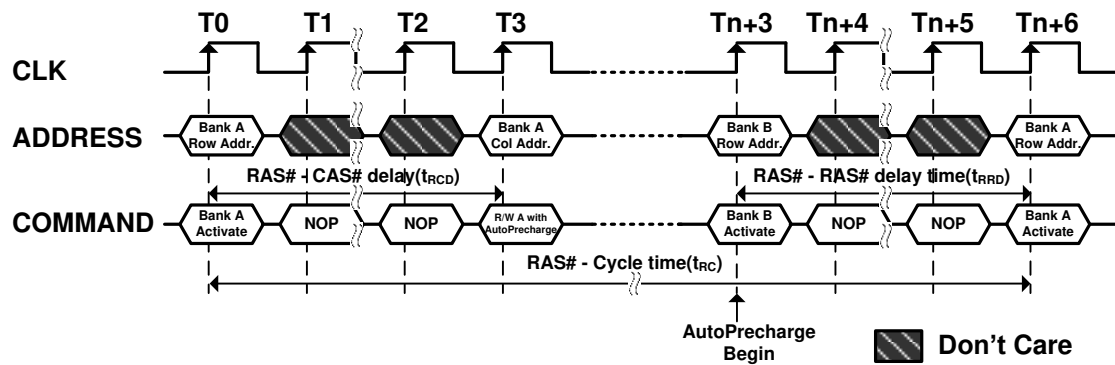 T0 T1 T2 T3 Tn+3 Tn+4 Tn+5 Tn+6
CLK
ADDRESS
Bank A
Row Addr.
Bank A
Col Addr.
Bank B
Row Addr.
Bank A
Row Addr.
RAS# - CAS# delay(tRCD)
RAS# - RAS# delay time(tRRD)
COMMAND
Bank A
Activate
NOP
NOP
R/W A with
AutoPrecharge
Bank B
Activate
NOP
NOP
Bank A
Activate
RAS# - Cycle time(tRC)
AutoPrecharge
Begin
Don't Care